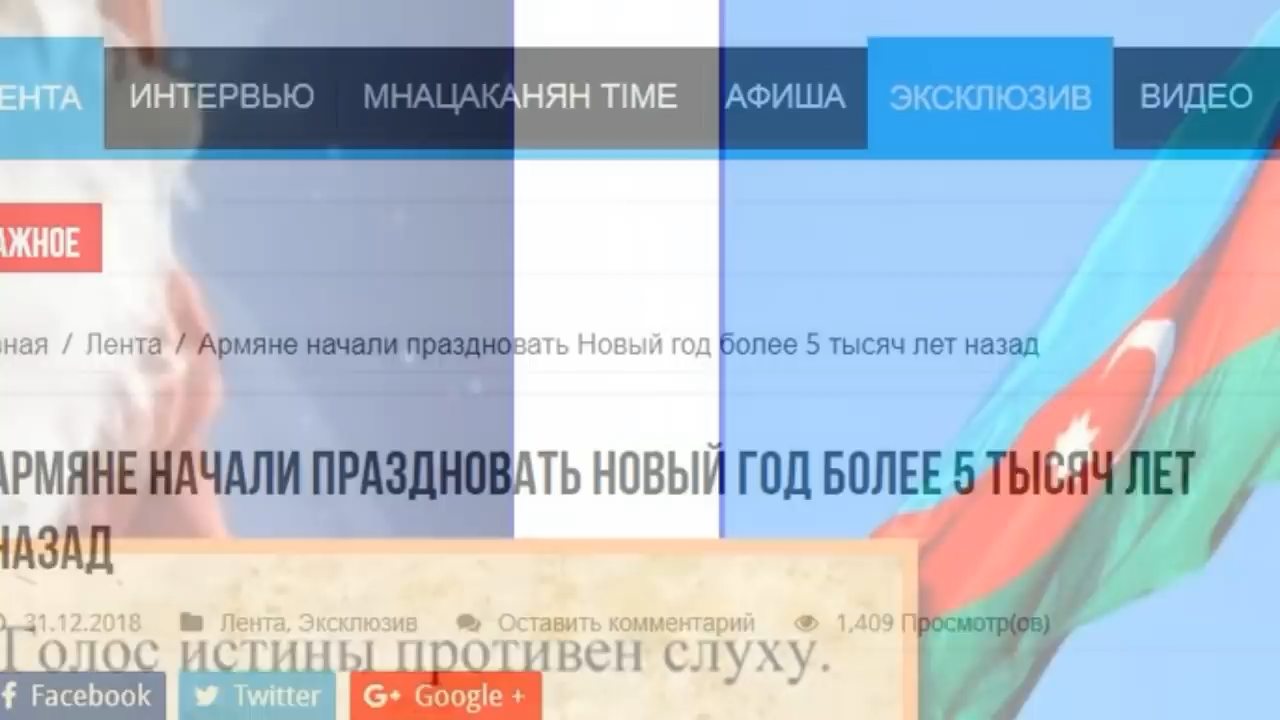 ЕНТА ИНТЕРВЬЮ МНАЦАКАНЯН TIME АФИША ЭКСКЛЮЗИВ ВИДЕО
АЖНОЕ
вная / Лента / Армяне начали праздновать Новый год более 5 тысяч лет назад
АРМЯНЕ НАЧАЛИ ПРАЗДНОВАТЬ НОВЫЙ ГОД БОЛЕЕ 5 ТЫСЯЧ ЛЕТ
НАЗАД
31.12.2018 Лента, Эксклюзив Оставить комментарий 1,409 Просмотр(ов)
Голос истины противен слуху.
Facebook Twitter G+ Google +